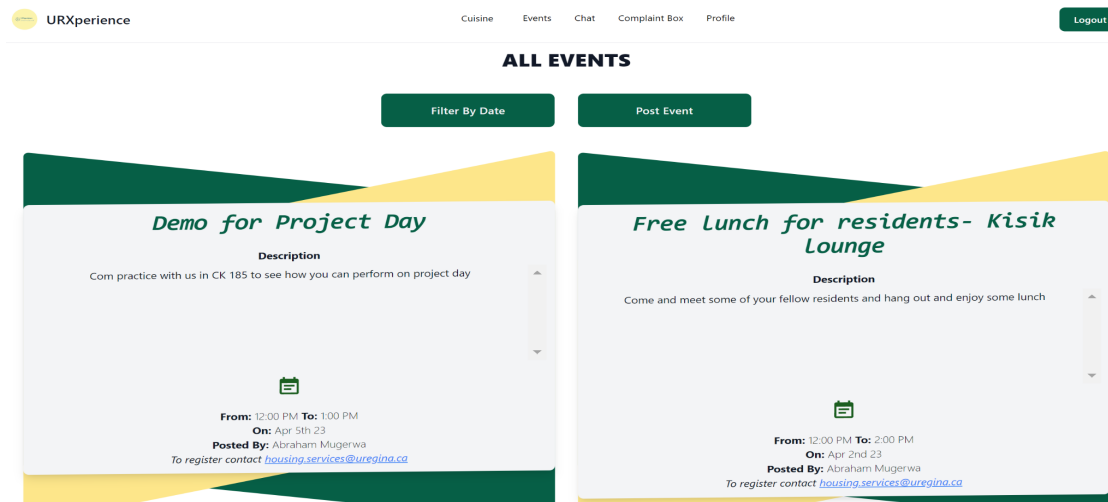 URXperience
Cuisine Events Chat Complaint Box Profile
Logout
ALL EVENTS
Filter By Date
Post Event
Demo for Project Day
Description
Com practice with us in CK 185 to see how you can perform on project day
From: 12:00 PM To: 1:00 PM
On: Apr 5th 23
Posted By: Abraham Mugerwa
To register contact housing.services@uregina.ca
Free Lunch for residents- Kisik
Lounge
Description
Come and meet some of your fellow residents and hang out and enjoy some lunch
From: 12:00 PM To: 2:00 PM
On: Apr 2nd 23
Posted By: Abraham Mugerwa
To register contact housing.services@uregina.ca